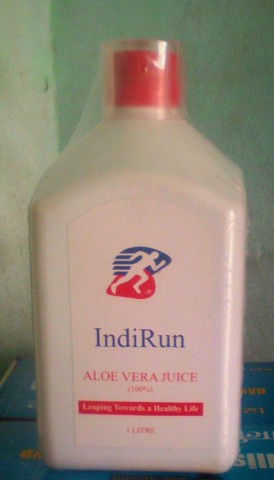 IndiRun
ALOE VERA JUICE
(100%)
Leaping Towards a Healthy Life
1 LITRE